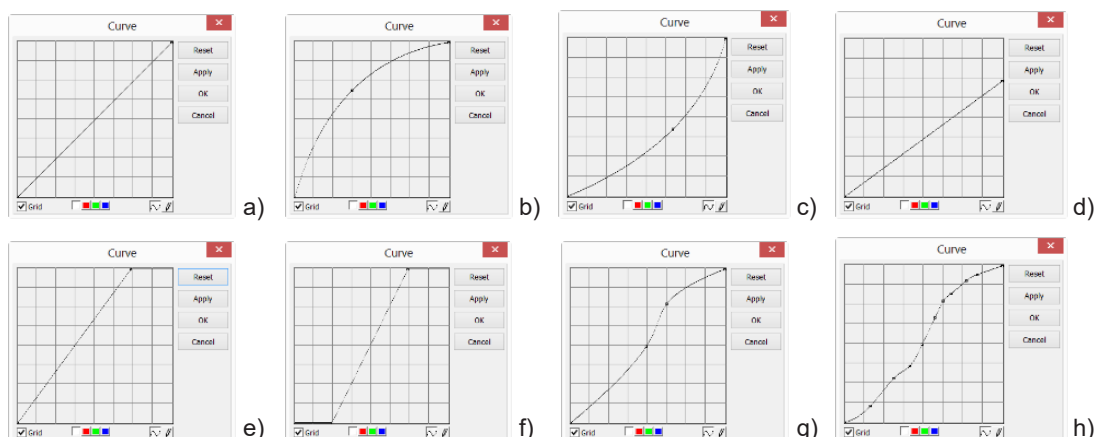 Curve ×
Reset
Apply
OK
Cancel
Grid
a)
Curve ×
Reset
Apply
OK
Cancel
Grid
b)
Curve ×
Reset
Apply
OK
Cancel
Grid
c)
Curve ×
Reset
Apply
OK
Cancel
Grid
d)
Curve ×
Reset
Apply
OK
Cancel
Grid
e)
Curve ×
Reset
Apply
OK
Cancel
Grid
f)
Curve ×
Reset
Apply
OK
Cancel
Grid
g)
Curve ×
Reset
Apply
OK
Cancel
Grid
h)